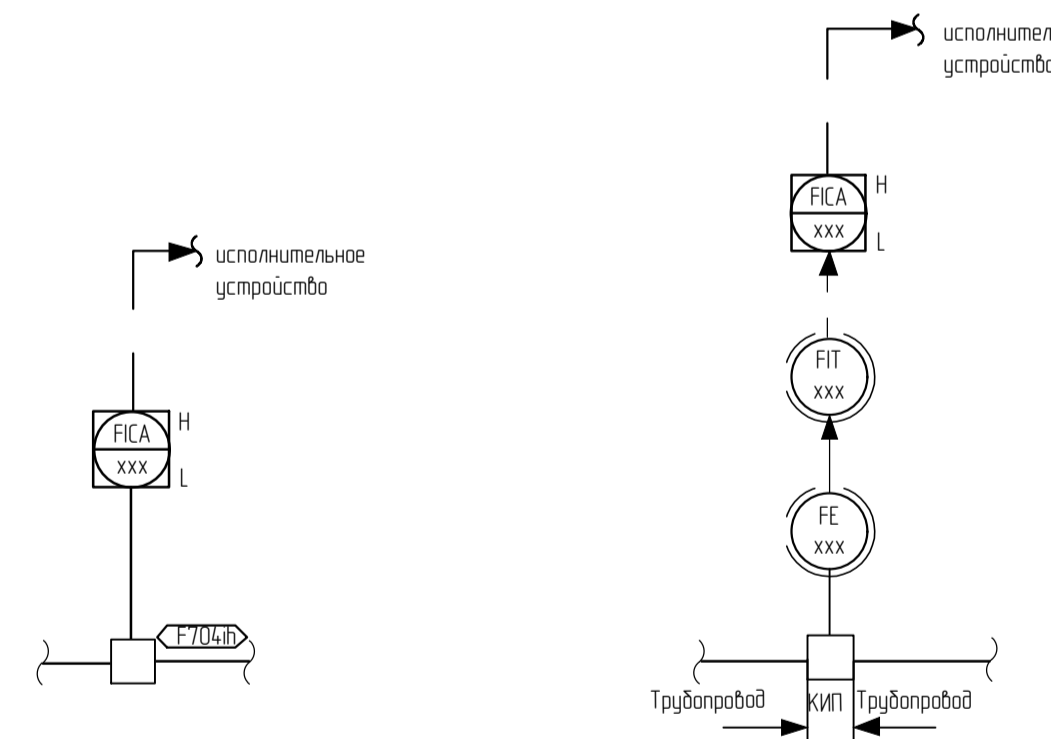 исполнител
устройство
FICA
xxx
H
L
FIT
xxx
FE
xxx
Трубопровод
КИП
Трубопровод
исполнительное
устройство
FICA
xxx
H
L
F704ih